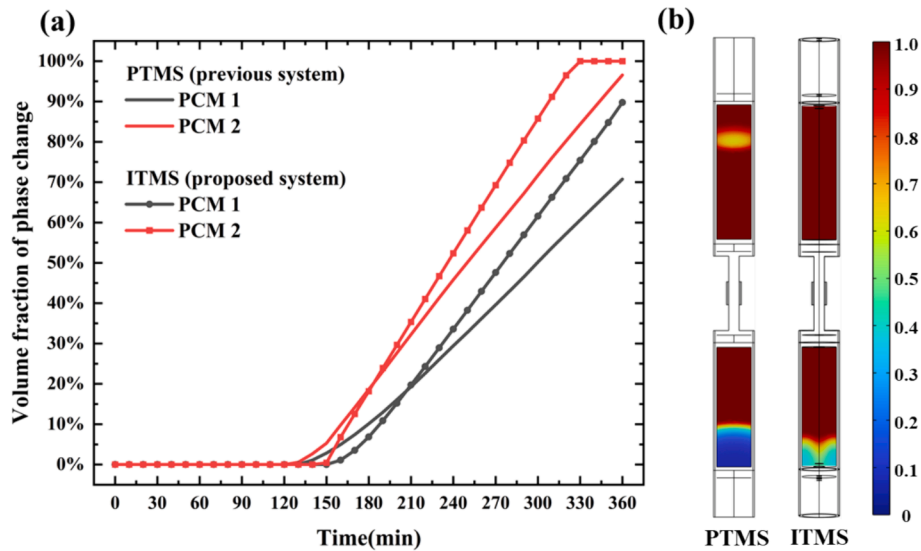 (a)
Volume fraction of phase change
100%
90%
80%
70%
60%
50%
40%
30%
20%
10%
0%
PTMS (previous system)
PCM 1
PCM 2
ITMS (proposed system)
PCM 1
PCM 2
0 30 60 90 120 150 180 210 240 270 300 330 360
Time(min)
(b)
1.0
0.9
0.8
0.7
0.6
0.5
0.4
0.3
0.2
0.1
0
PTMS ITMS